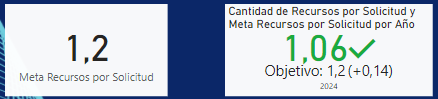 1,2
Meta Recursos por Solicitud
Cantidad de Recursos por Solicitud y
Meta Recursos por Solicitud por Año
1,06✓
Objetivo: 1,2 (+0,14)
2024